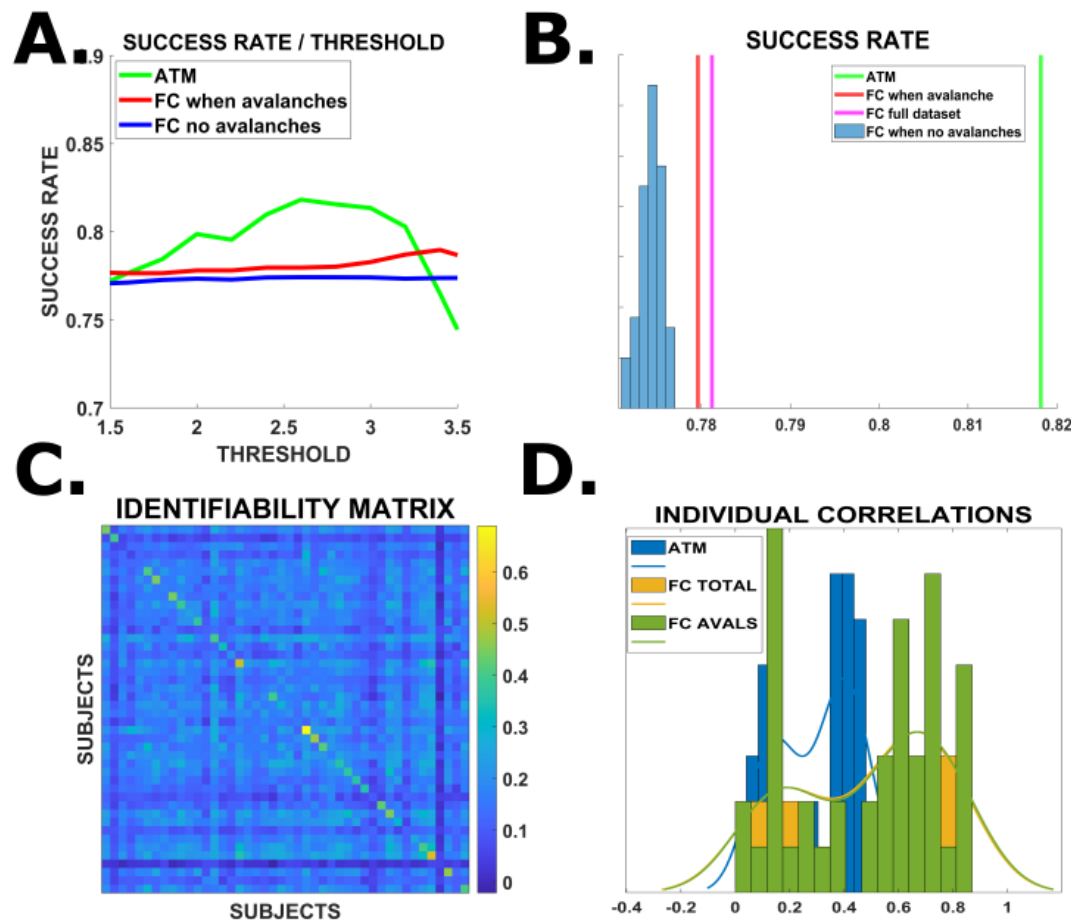 A.
SUCCESS RATE / THRESHOLD
0.9
0.85
0.8
0.75
0.7
SUCCESS RATE
ATM
FC when avalanches
FC no avalanches
1.5 2 2.5 3 3.5
THRESHOLD
B.
SUCCESS RATE
ATM
FC when avalanche
FC full dataset
FC when no avalanches
0.78 0.79 0.8 0.81 0.82
C.
IDENTIFIABILITY MATRIX
SUBJECTS
SUBJECTS
0.6
0.5
0.4
0.3
0.2
0.1
0
D.
INDIVIDUAL CORRELATIONS
ATM
FC TOTAL
FC AVALS
-0.4 -0.2 0 0.2 0.4 0.6 0.8 1